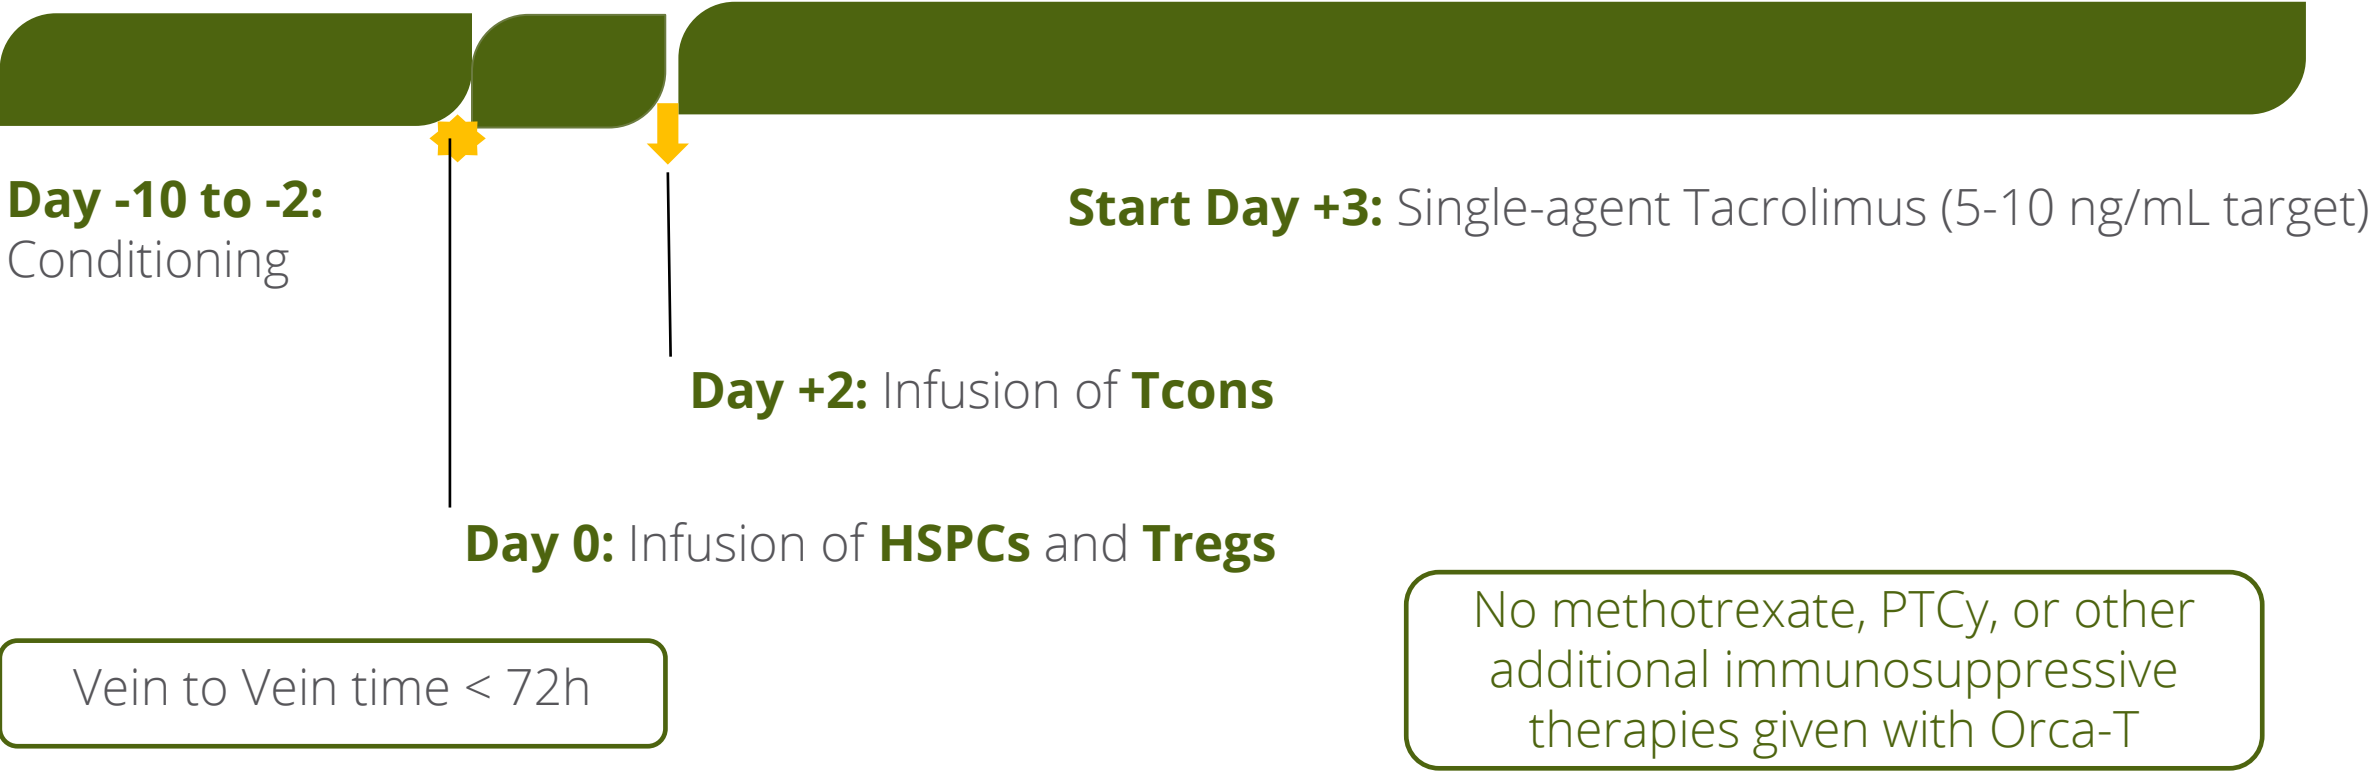 Day -10 to -2:
Conditioning
Start Day +3: Single-agent Tacrolimus (5-10 ng/mL target)
Day +2: Infusion of Tcons
Day 0: Infusion of HSPCs and Tregs
Vein to Vein time < 72h
No methotrexate, PTCy, or other
additional immunosuppressive
therapies given with Orca-T